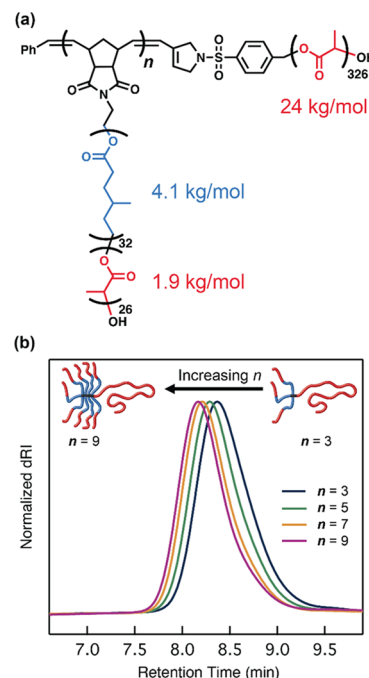 (a)
Ph
n
O
N
O
N
S
O
O
O
O
OH
326
24 kg/mol
O
O
4.1 kg/mol
32
O
O
1.9 kg/mol
26
OH
(b)
Increasing n
n = 9
n = 3
n = 3
n = 5
n = 7
n = 9
Normalized dRI
7.0 7.5 8.0 8.5 9.0 9.5
Retention Time (min)